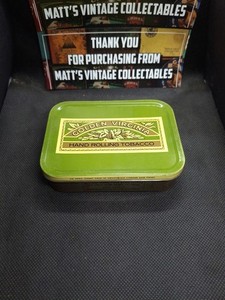 MATT'S VINTAGE COLLECTABLES
THANK YOU
FOR PURCHASING FROM
MATT'S VINTAGE COLLECTABLES
GOLDEN VIRGINIA
HAND ROLLING TOBACCO